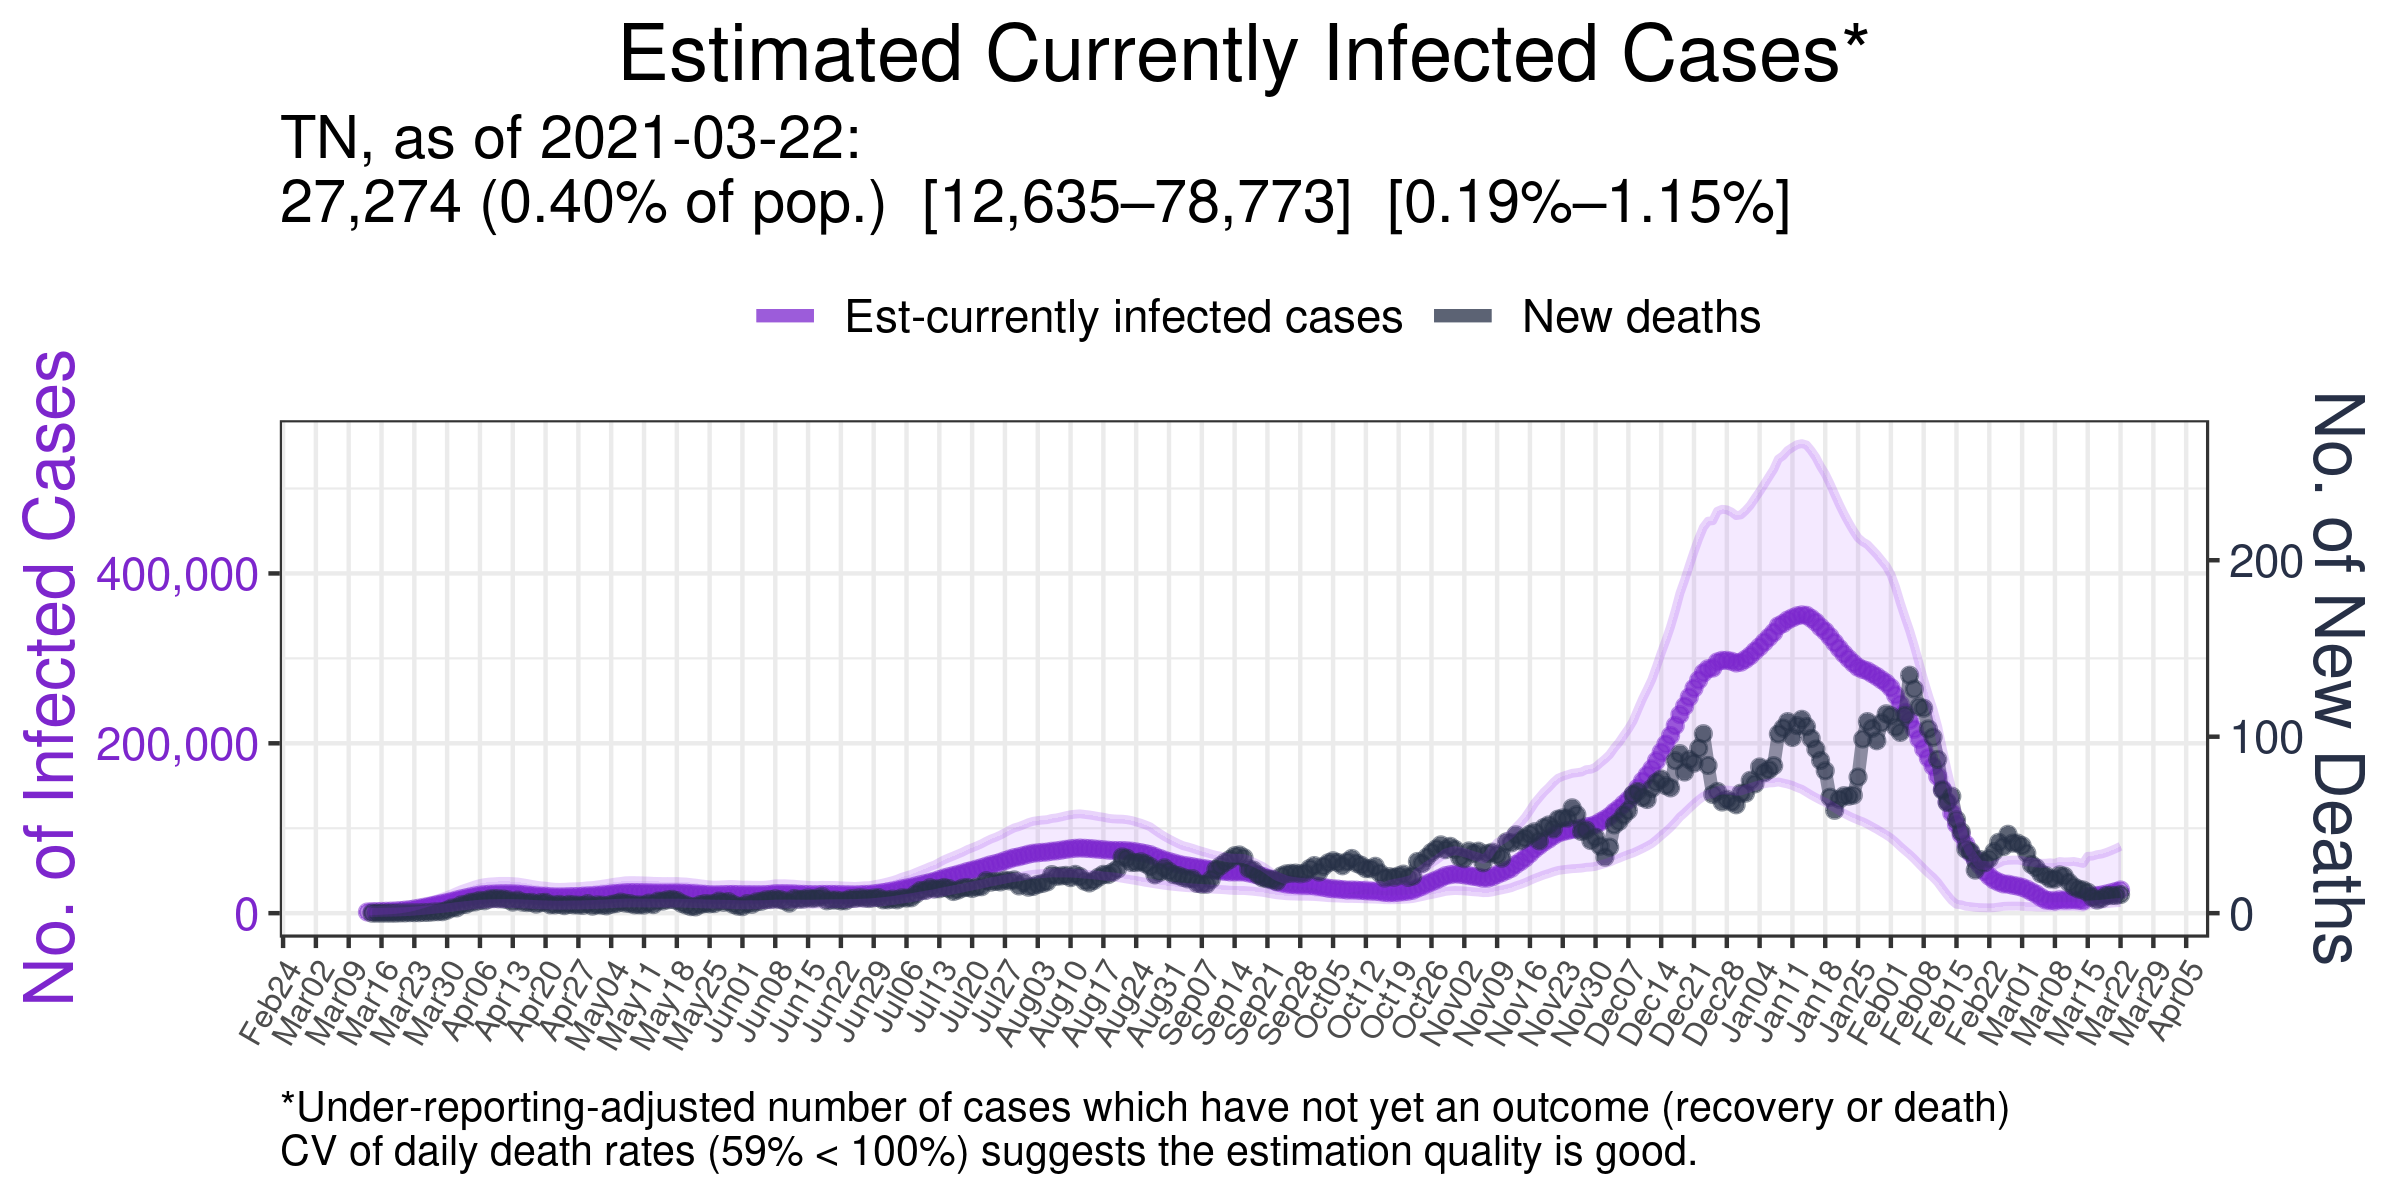 Estimated Currently Infected Cases*
TN, as of 2021-03-22:
27,274 (0.40% of pop.) [12,635–78,773] [0.19%–1.15%]
Est-currently infected cases New deaths
No. of Infected Cases
400,000
200,000
0
200
100
0
No. of New Deaths
Feb24 Mar02 Mar09 Mar16 Mar23 Mar30 Apr06 Apr13 Apr20 Apr27 May04 May11 May18 May25 Jun01 Jun08 Jun15 Jun22 Jun29 Jul06 Jul13 Jul20 Jul27 Aug03 Aug10 Aug17 Aug24 Aug31 Sep07 Sep14 Sep21 Sep28 Oct05 Oct12 Oct19 Oct26 Nov02 Nov09 Nov16 Nov23 Nov30 Dec07 Dec14 Dec21 Dec28 Jan04 Jan11 Jan18 Jan25 Feb01 Feb08 Feb15 Feb22 Mar01 Mar08 Mar15 Mar22 Mar29 Apr05
*Under-reporting-adjusted number of cases which have not yet an outcome (recovery or death)
CV of daily death rates (59% < 100%) suggests the estimation quality is good.